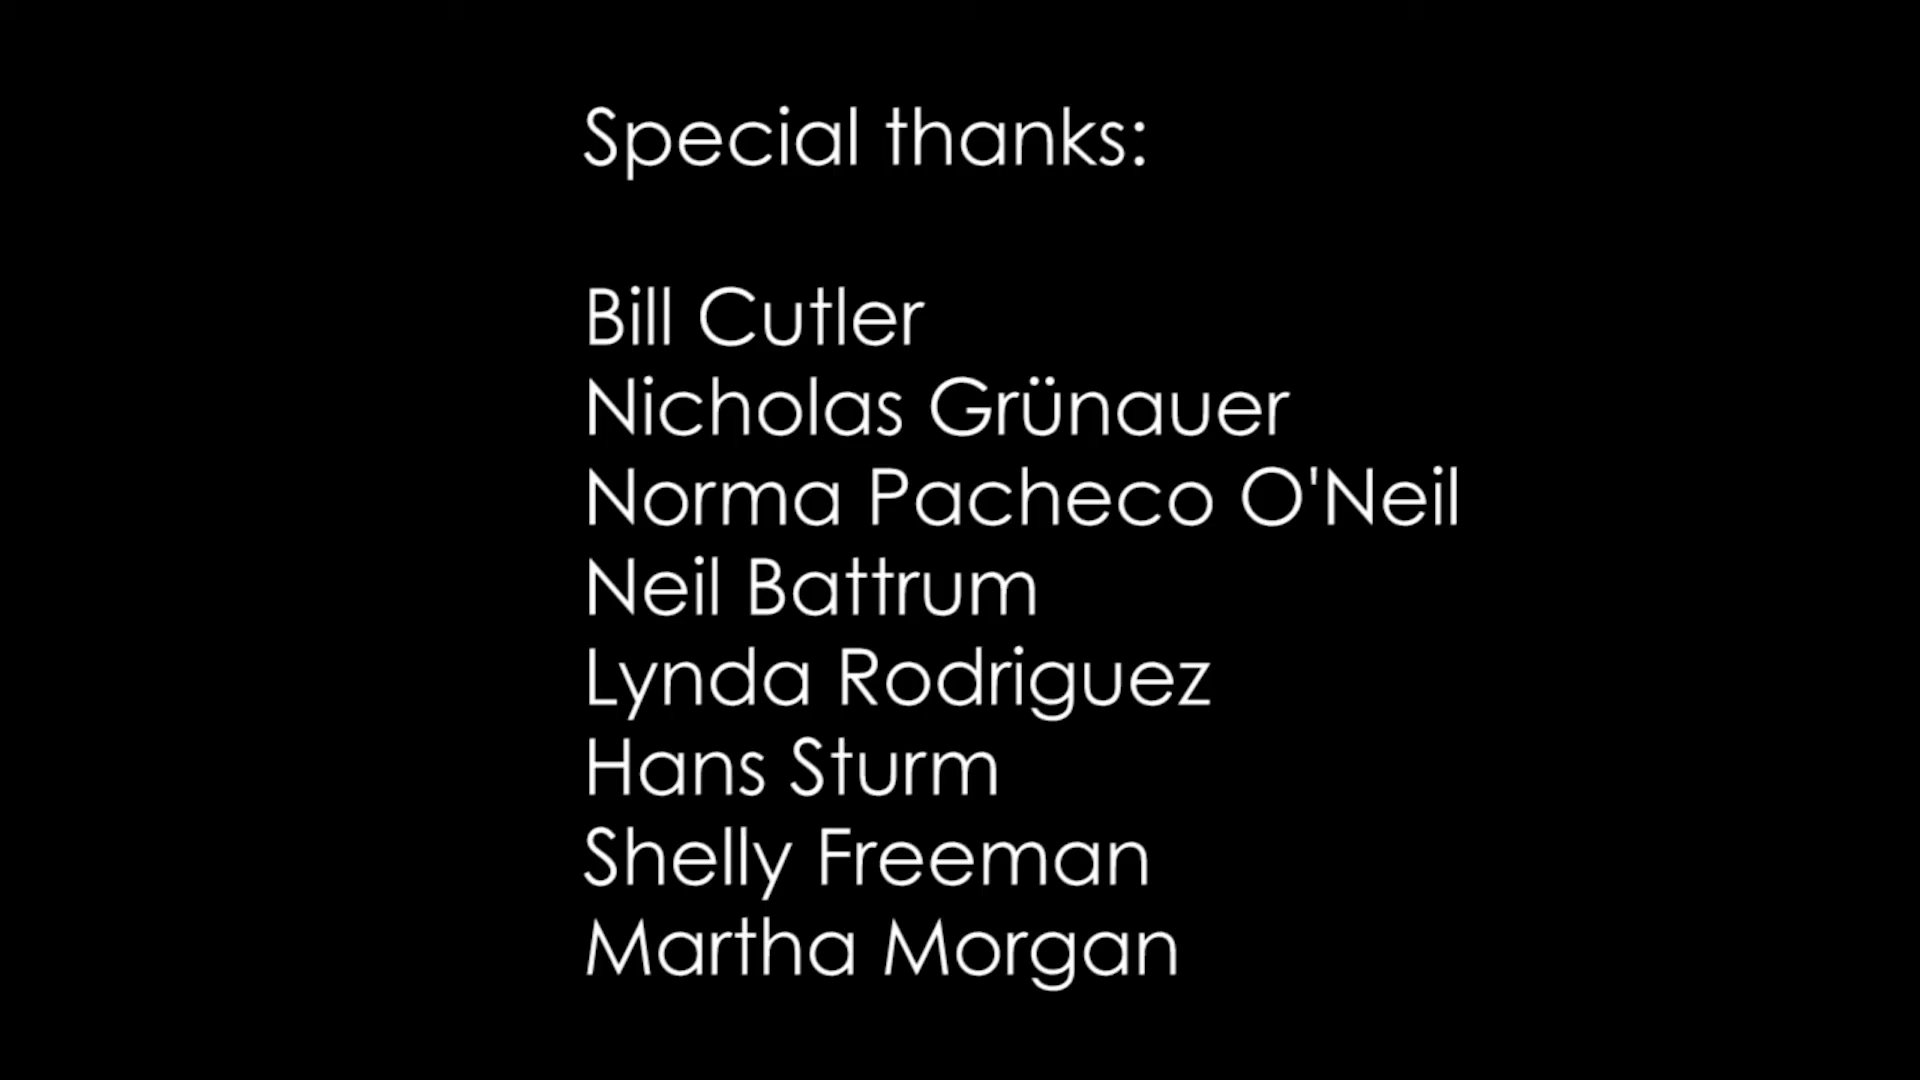 Special thanks:
Bill Cutler
Nicholas Grünauer
Norma Pacheco O'Neil
Neil Battrum
Lynda Rodriguez
Hans Sturm
Shelly Freeman
Martha Morgan